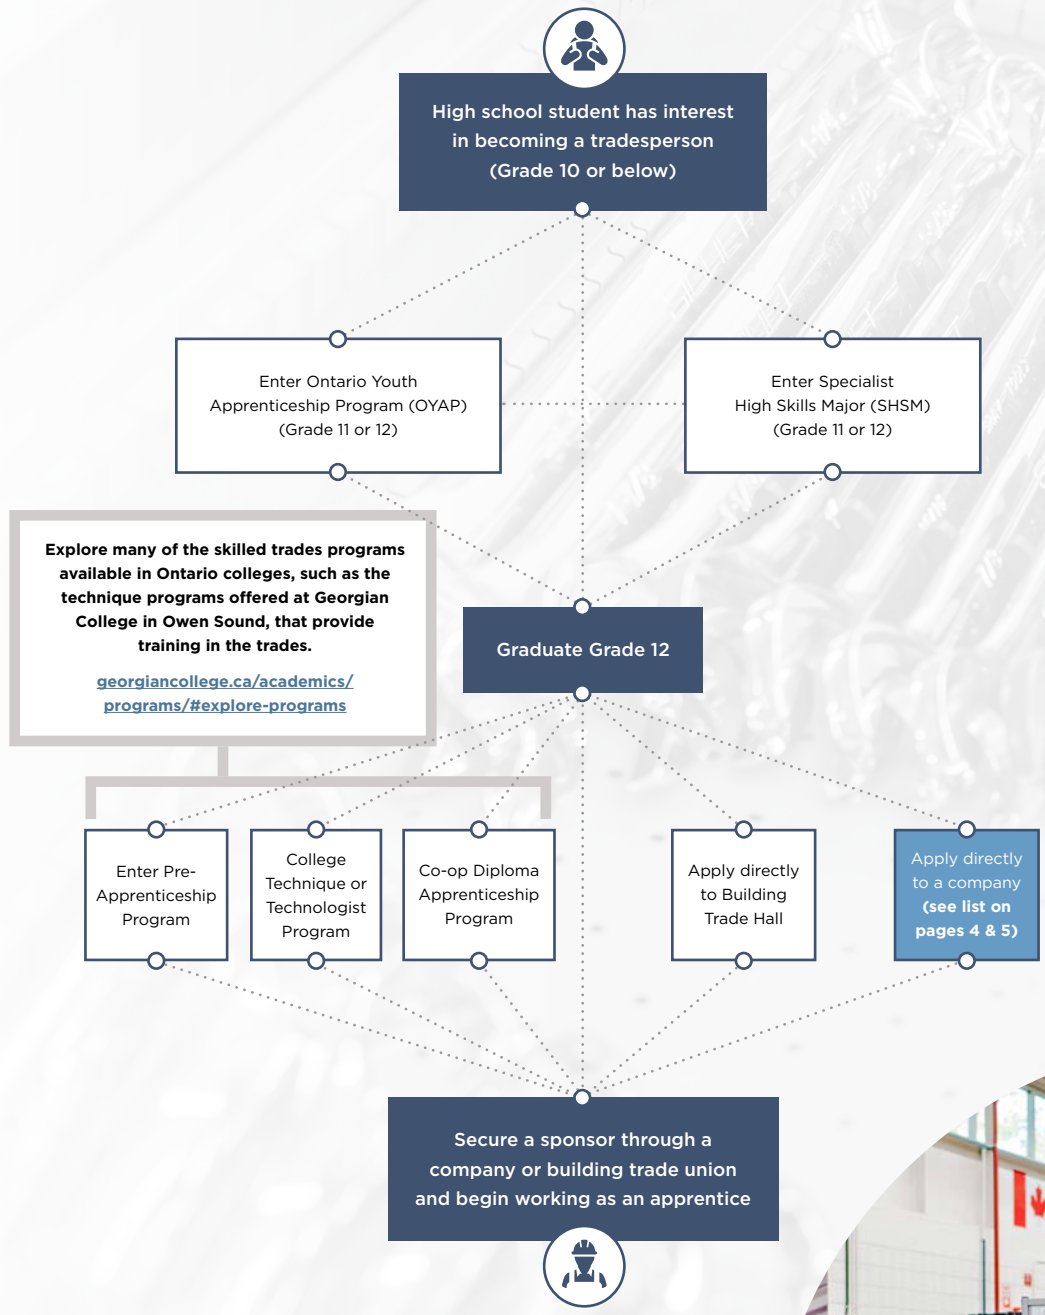 High school student has interest
in becoming a tradesperson
(Grade 10 or below)
Enter Ontario Youth
Apprenticeship Program (OYAP)
(Grade 11 or 12)
Enter Specialist
High Skills Major (SHSM)
(Grade 11 or 12)
Explore many of the skilled trades programs
available in Ontario colleges, such as the
technique programs offered at Georgian
College in Owen Sound, that provide
training in the trades.
georgiancollege.ca/academics/
programs/#explore-programs
Graduate Grade 12
Enter Pre-
Apprenticeship
Program
College
Technique or
Technologist
Program
Co-op Diploma
Apprenticeship
Program
Apply directly
to Building
Trade Hall
Apply directly
to a company
(see list on
pages 4 & 5)
Secure a sponsor through a
company or building trade union
and begin working as an apprentice